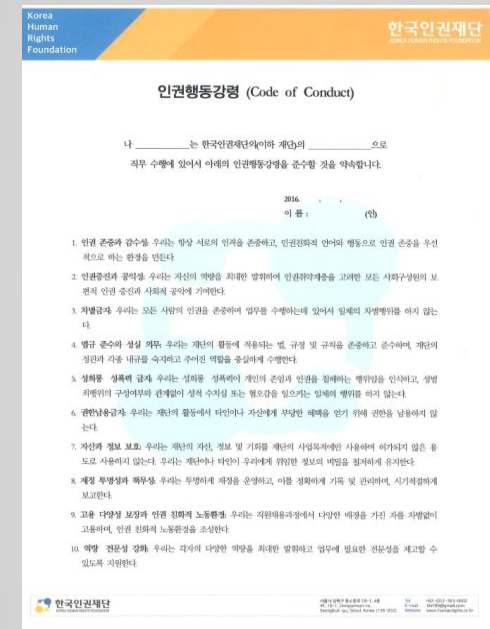 Korea
Human
Rights
Foundation
한국인권재단
KOREA HUMAN RIGHTS FOUNDATION
인권행동강령 (Code of Conduct)
나 ____________는 한국인권재단의(이하 재단)의 ______________으로
직무 수행에 있어서 아래의 인권행동강령을 준수할 것을 약속합니다.
2016. . .
이 름 : (인)
1. 인권 존중과 감수성: 우리는 항상 서로의 인격을 존중하고, 인권친화적 언어와 행동으로 인권 존중을 우선
적으로 하는 환경을 만든다.
2. 인권증진과 공익성: 우리는 자신의 역량을 최대한 발휘하여 인권취약계층을 고려한 모든 사회구성원의 보
편적 인권 증진과 사회적 공익에 기여한다.
3. 차별금지: 우리는 모든 사람의 인권을 존중하며 업무를 수행하는데 있어서 일체의 차별행위를 하지 않는
다.
4. 법규 준수와 성실 의무: 우리는 재단의 활동에 적용되는 법, 규정 및 규칙을 존중하고 준수하며, 재단의
정관과 각종 내규를 숙지하고 주어진 역할을 충실하게 수행한다.
5. 성희롱 성폭력 금지: 우리는 성희롱 성폭력이 개인의 존엄과 인권을 침해하는 행위임을 인식하고, 성범
죄행위의 구성여부와 관계없이 성적 수치심 또는 혐오감을 일으키는 일체의 행위를 하지 않는다.
6. 권한남용금지: 우리는 재단의 활동에서 타인이나 자신에게 부당한 혜택을 얻기 위해 권한을 남용하지 않
는다.
7. 자산과 정보 보호: 우리는 재단의 자산, 정보 및 기회를 재단의 사업목적에만 사용하며 허가되지 않은 용
도로 사용하지 않는다. 우리는 재단이나 타인이 우리에게 위임한 정보의 비밀을 철저하게 유지한다.
8. 재정 투명성과 책무성: 우리는 투명하게 재정을 운영하고, 이를 정확하게 기록 및 관리하며, 시기적절하게
보고한다.
9. 고용 다양성 보장과 인권 친화적 노동환경: 우리는 직원채용과정에서 다양한 배경을 가진 자를 차별없이
고용하며, 인권 친화적 노동환경을 조성한다.
10. 역량 전문성 강화: 우리는 각자의 다양한 역량을 최대한 발휘하고 업무에 필요한 전문성을 제고할 수
있도록 지원한다.
한국인권재단
Tel
E-mail
Website